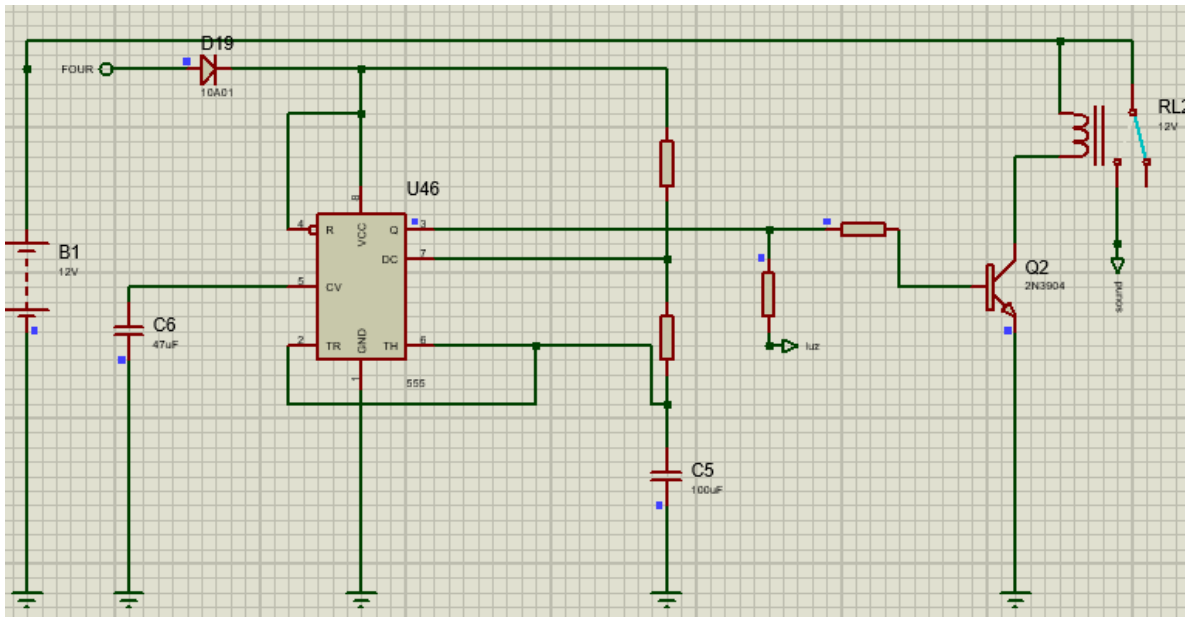 D19
FOUR
10A01
RL2
12V
U46
8
4
R
VCC
Q
3
DC
7
B1
12V
5
CV
Q2
2N3904
C6
47uF
2
TR
GND
TH
6
sound
luz
1
555
C5
100uF